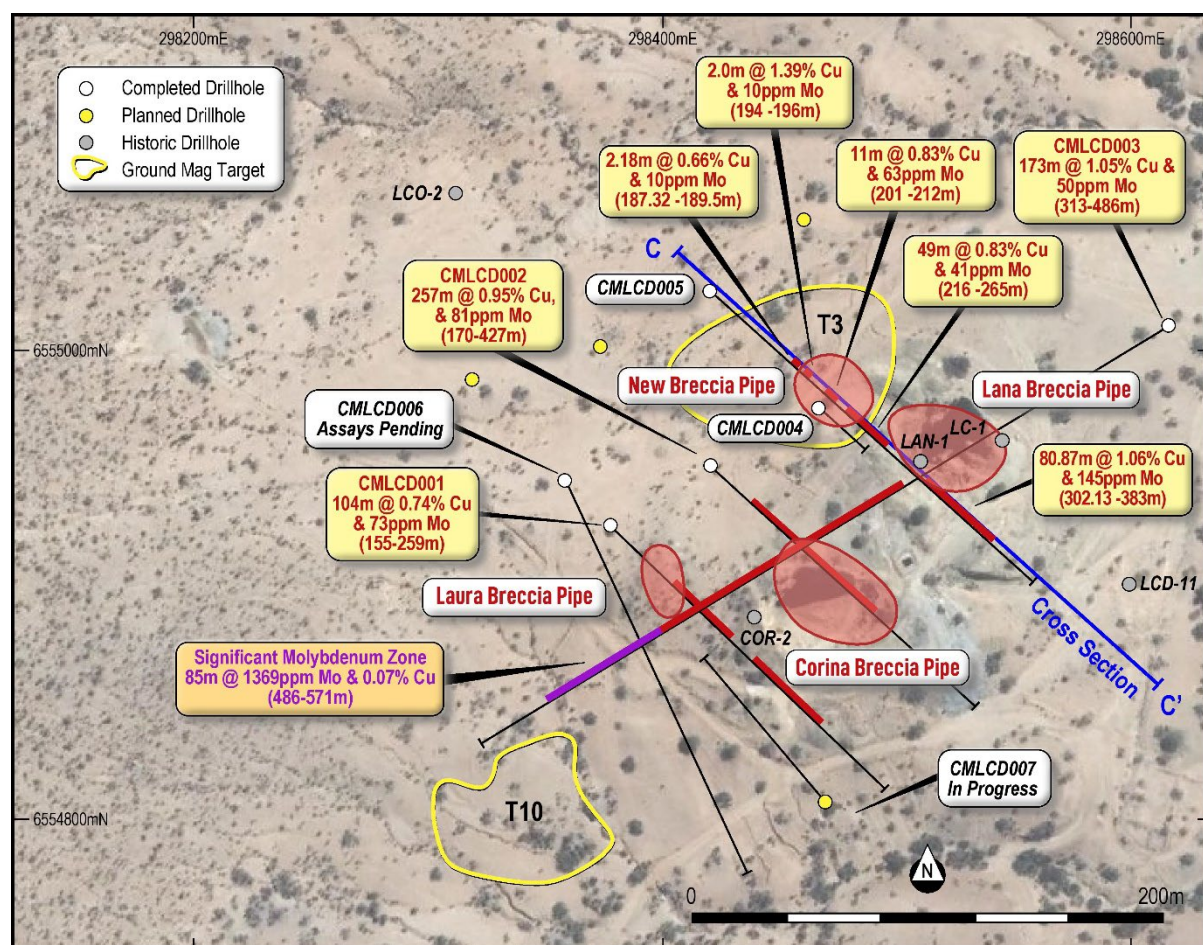 298200mE
298400mE
298600mE
Completed Drillhole
Planned Drillhole
Historic Drillhole
Ground Mag Target
2.0m @ 1.39% Cu
& 10ppm Mo
(194 -196m)
2.18m @ 0.66% Cu
& 10ppm Mo
(187.32 -189.5m)
11m @ 0.83% Cu
& 63ppm Mo
(201 -212m)
CMLCD003
173m @ 1.05% Cu &
50ppm Mo
(313-486m)
LCO-2
C
49m @ 0.83% Cu
& 41ppm Mo
(216 -265m)
CMLCD002
257m @ 0.95% Cu,
& 81ppm Mo
(170-427m)
CMLCD005
T3
6555000mN
New Breccia Pipe
Lana Breccia Pipe
CMLCD006
Assays Pending
CMLCD004
LAN-1
LC-1
CMLCD001
104m @ 0.74% Cu
& 73ppm Mo
(155-259m)
80.87m @ 1.06% Cu
& 145ppm Mo
(302.13 -383m)
Laura Breccia Pipe
LCD-11
COR-2
Corina Breccia Pipe
Cross Section
C'
Significant Molybdenum Zone
85m @ 1369ppm Mo & 0.07% Cu
(486-571m)
CMLCD007
In Progress
T10
6554800mN
N
0
200m